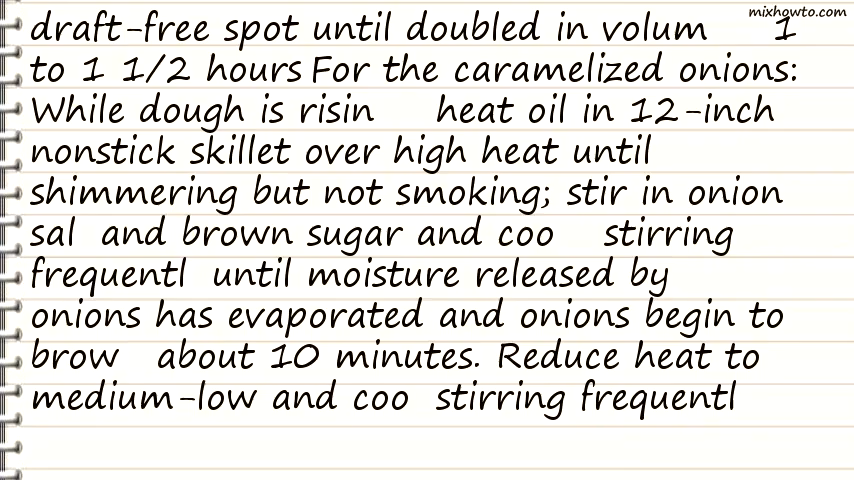 mixhowto.com
draft-free spot until doubled in volum 1
to 1 1/2 hours For the caramelized onions:
While dough is risin heat oil in 12-inch
nonstick skillet over high heat until
shimmering but not smoking; stir in onion
sal and brown sugar and coo stirring
frequentl until moisture released by
onions has evaporated and onions begin to
brow about 10 minutes. Reduce heat to
medium-low and coo stirring frequentl